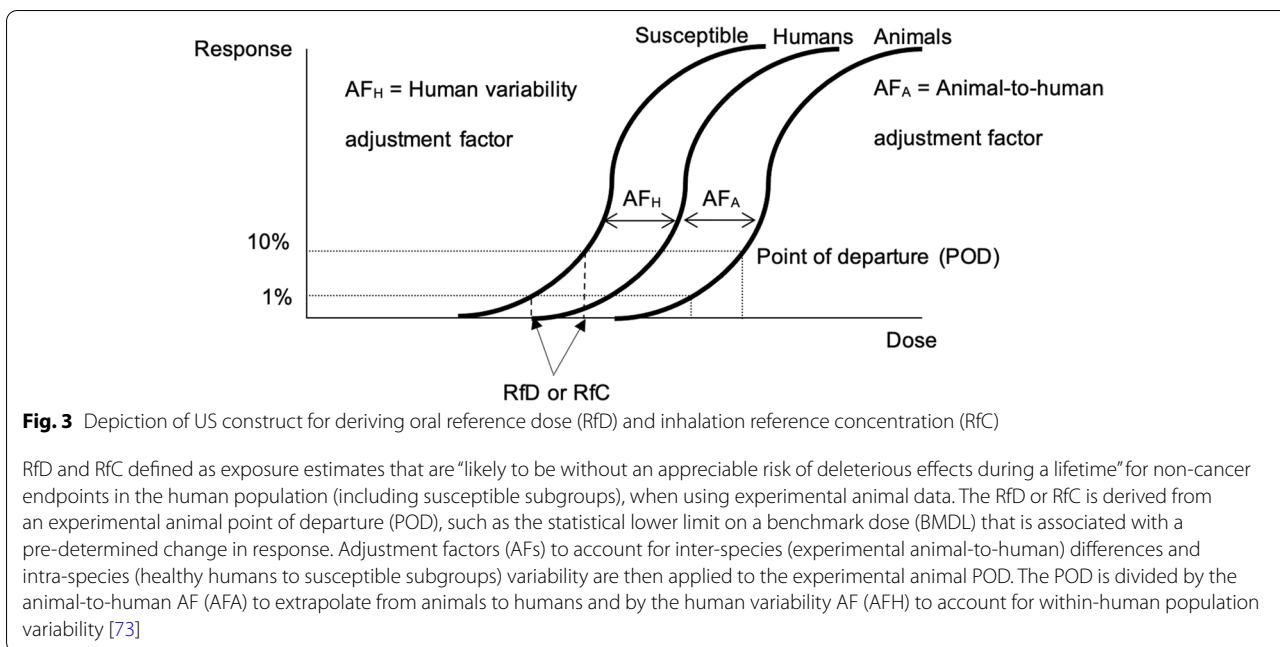 Susceptible Humans Animals
Response
AFH = Human variability
adjustment factor
AFA = Animal-to-human
adjustment factor
AFH AFA
10%
Point of departure (POD)
1%
Dose
RfD or RfC
Fig. 3 Depiction of US construct for deriving oral reference dose (RfD) and inhalation reference concentration (RfC)
RfD and RfC defined as exposure estimates that are “likely to be without an appreciable risk of deleterious effects during a lifetime” for non-cancer
endpoints in the human population (including susceptible subgroups), when using experimental animal data. The RfD or RfC is derived from
an experimental animal point of departure (POD), such as the statistical lower limit on a benchmark dose (BMDL) that is associated with a
pre-determined change in response. Adjustment factors (AFs) to account for inter-species (experimental animal-to-human) differences and
intra-species (healthy humans to susceptible subgroups) variability are then applied to the experimental animal POD. The POD is divided by the
animal-to-human AF (AFA) to extrapolate from animals to humans and by the human variability AF (AFH) to account for within-human population
variability [73]